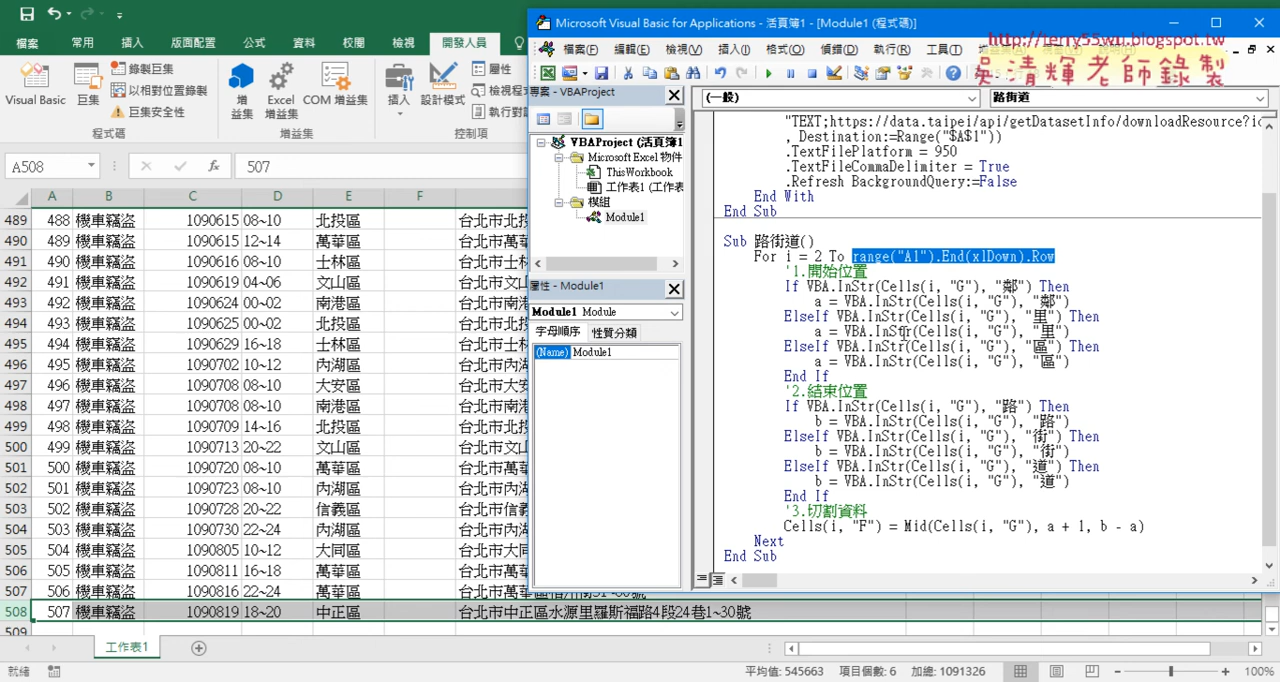 Microsoft Visual Basic for Applications - 活頁簿1 - [Module1 (程式碼)]
http://terry55wu.blogspot.tw
吳清輝老師錄製
檔案 常用 插入 版面配置 公式 資料 校閱 檢視 開發人員
檔案(F) 編輯(E) 檢視(V) 插入(I) 格式(O) 偵錯(D) 執行(R) 工具(T)
Visual Basic 巨集 錄製巨集 以相對位置錄製 巨集安全性
增益集 Excel 增益集 COM 增益集
插入 設計模式 屬性 檢視程式 執行對
程式碼 增益集 控制項
專案 - VBAProject
(一般) 路街道
A508 fx 507
VBAProject (活頁簿1
Microsoft Excel 物件
ThisWorkbook
工作表1 (工作表
模組
Module1
屬性 - Module1
Module1 Module
字母順序 性質分類
(Name) Module1
"TEXT;https://data.taipei/api/getDatasetInfo/downloadResource?i
, Destination:=Range("$A$1"))
.TextFilePlatform = 950
.TextFileCommaDelimiter = True
.Refresh BackgroundQuery:=False
End With
End Sub
Sub 路街道()
For i = 2 To range("A1").End(xlDown).Row
'1.開始位置
If VBA.InStr(Cells(i, "G"), "鄰") Then
a = VBA.InStr(Cells(i, "G"), "鄰")
ElseIf VBA.InStr(Cells(i, "G"), "里") Then
a = VBA.InStr(Cells(i, "G"), "里")
ElseIf VBA.InStr(Cells(i, "G"), "區") Then
a = VBA.InStr(Cells(i, "G"), "區")
End If
'2.結束位置
If VBA.InStr(Cells(i, "G"), "路") Then
b = VBA.InStr(Cells(i, "G"), "路")
ElseIf VBA.InStr(Cells(i, "G"), "街") Then
b = VBA.InStr(Cells(i, "G"), "街")
ElseIf VBA.InStr(Cells(i, "G"), "道") Then
b = VBA.InStr(Cells(i, "G"), "道")
End If
'3.切割資料
Cells(i, "F") = Mid(Cells(i, "G"), a + 1, b - a)
Next
End Sub
A B C D E F
489 488 機車竊盜 1090615 08~10 北投區 台北市北投
490 489 機車竊盜 1090615 12~14 萬華區 台北市萬華
491 490 機車竊盜 1090616 08~10 士林區 台北市士林
492 491 機車竊盜 1090619 04~06 文山區 台北市文山
493 492 機車竊盜 1090624 00~02 南港區 台北市南港
494 493 機車竊盜 1090625 00~02 北投區 台北市北投
495 494 機車竊盜 1090629 16~18 士林區 台北市士林
496 495 機車竊盜 1090702 10~12 內湖區 台北市內湖
497 496 機車竊盜 1090708 08~10 大安區 台北市大安
498 497 機車竊盜 1090708 08~10 南港區 台北市南港
499 498 機車竊盜 1090709 14~16 北投區 台北市北投
500 499 機車竊盜 1090713 20~22 文山區 台北市文山
501 500 機車竊盜 1090720 08~10 萬華區 台北市萬華
502 501 機車竊盜 1090723 08~10 內湖區 台北市內湖
503 502 機車竊盜 1090728 20~22 信義區 台北市信義
504 503 機車竊盜 1090730 22~24 內湖區 台北市內湖
505 504 機車竊盜 1090805 10~12 大同區 台北市大同
506 505 機車竊盜 1090811 16~18 萬華區 台北市萬華
507 506 機車竊盜 1090816 22~24 萬華區
508 507 機車竊盜 1090819 18~20 中正區 台北市中正區水源里羅斯福路4段24巷1~30號
509
工作表1
就緒 平均值: 545663 項目個數: 6 加總: 1091326 100%